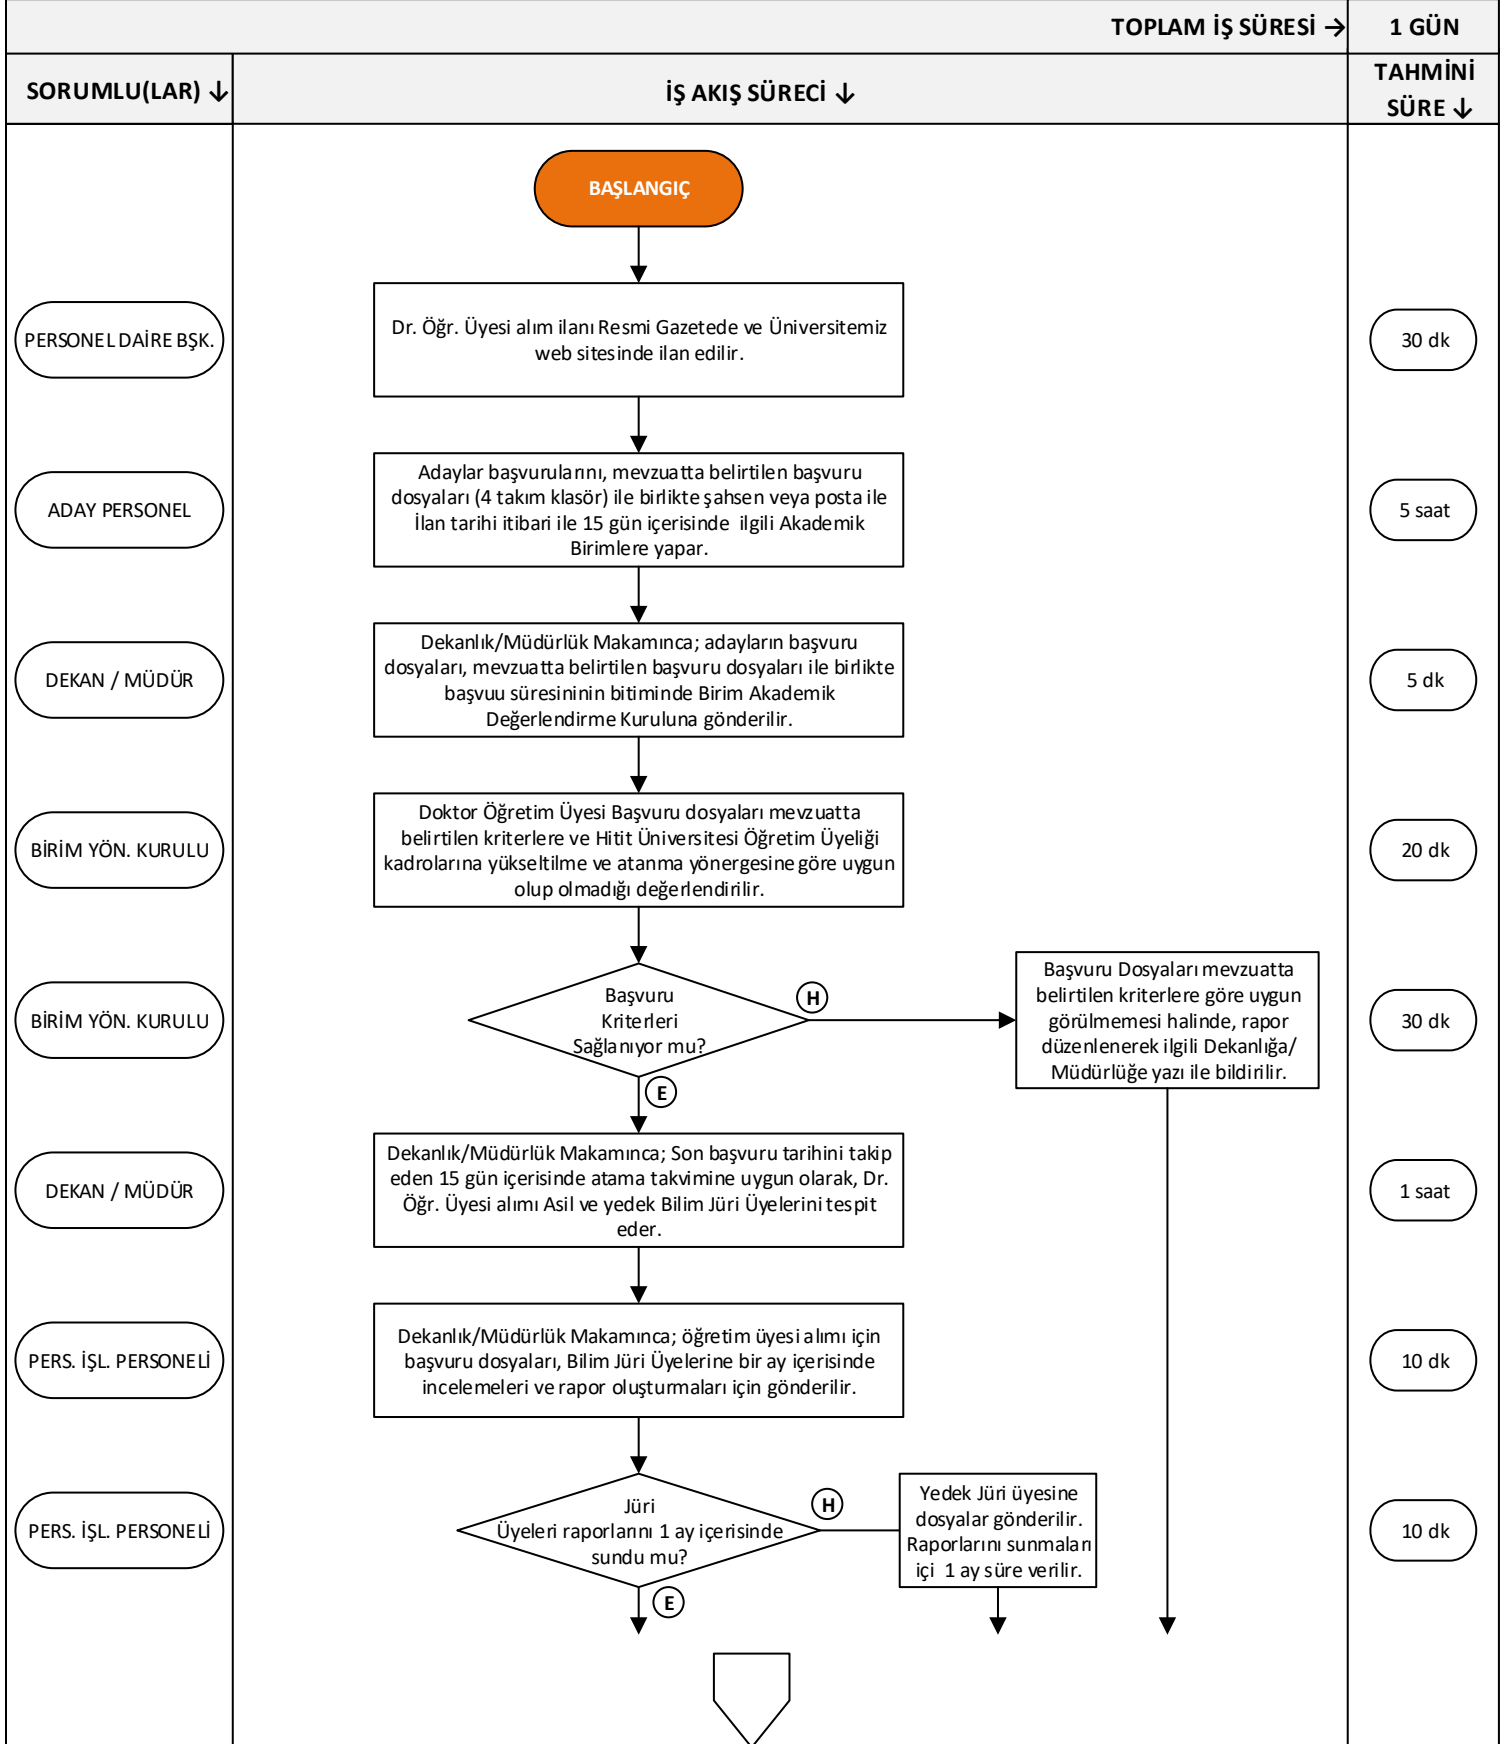 TOPLAM İŞ SÜRESİ →
1 GÜN
SORUMLU(LAR) ↓
İŞ AKIŞ SÜRECİ ↓
TAHMİNİ
SÜRE ↓
BAŞLANGIÇ
PERSONEL DAİRE BŞK.
Dr. Öğr. Üyesi alım ilanı Resmi Gazetede ve Üniversitemiz
web sitesinde ilan edilir.
30 dk
ADAY PERSONEL
Adaylar başvurularını, mevzuatta belirtilen başvuru
dosyaları (4 takım klasör) ile birlikte şahsen veya posta ile
İlan tarihi itibari ile 15 gün içerisinde ilgili Akademik
Birimlere yapar.
5 saat
DEKAN / MÜDÜR
Dekanlık/Müdürlük Makamınca; adayların başvuru
dosyaları, mevzuatta belirtilen başvuru dosyaları ile birlikte
başvuu süresininin bitiminde Birim Akademik
Değerlendirme Kuruluna gönderilir.
5 dk
BİRİM YÖN. KURULU
Doktor Öğretim Üyesi Başvuru dosyaları mevzuatta
belirtilen kriterlere ve Hitit Üniversitesi Öğretim Üyeliği
kadrolarına yükseltilme ve atanma yönergesine göre uygun
olup olmadığı değerlendirilir.
20 dk
BİRİM YÖN. KURULU
Başvuru
Kriterleri
Sağlanıyor mu?
H
E
Başvuru Dosyaları mevzuatta
belirtilen kriterlere göre uygun
görülmemesi halinde, rapor
düzenlenerek ilgili Dekanlığa/
Müdürlüğe yazı ile bildirilir.
30 dk
DEKAN / MÜDÜR
Dekanlık/Müdürlük Makamınca; Son başvuru tarihini takip
eden 15 gün içerisinde atama takvimine uygun olarak, Dr.
Öğr. Üyesi alımı Asil ve yedek Bilim Jüri Üyelerini tespit
eder.
1 saat
PERS. İŞL. PERSONELİ
Dekanlık/Müdürlük Makamınca; öğretim üyesi alımı için
başvuru dosyaları, Bilim Jüri Üyelerine bir ay içerisinde
incelemeleri ve rapor oluşturmaları için gönderilir.
10 dk
PERS. İŞL. PERSONELİ
Jüri
Üyeleri raporlarını 1 ay içerisinde
sundu mu?
H
E
Yedek Jüri üyesine
dosyalar gönderilir.
Raporlarını sunmaları
içi 1 ay süre verilir.
10 dk